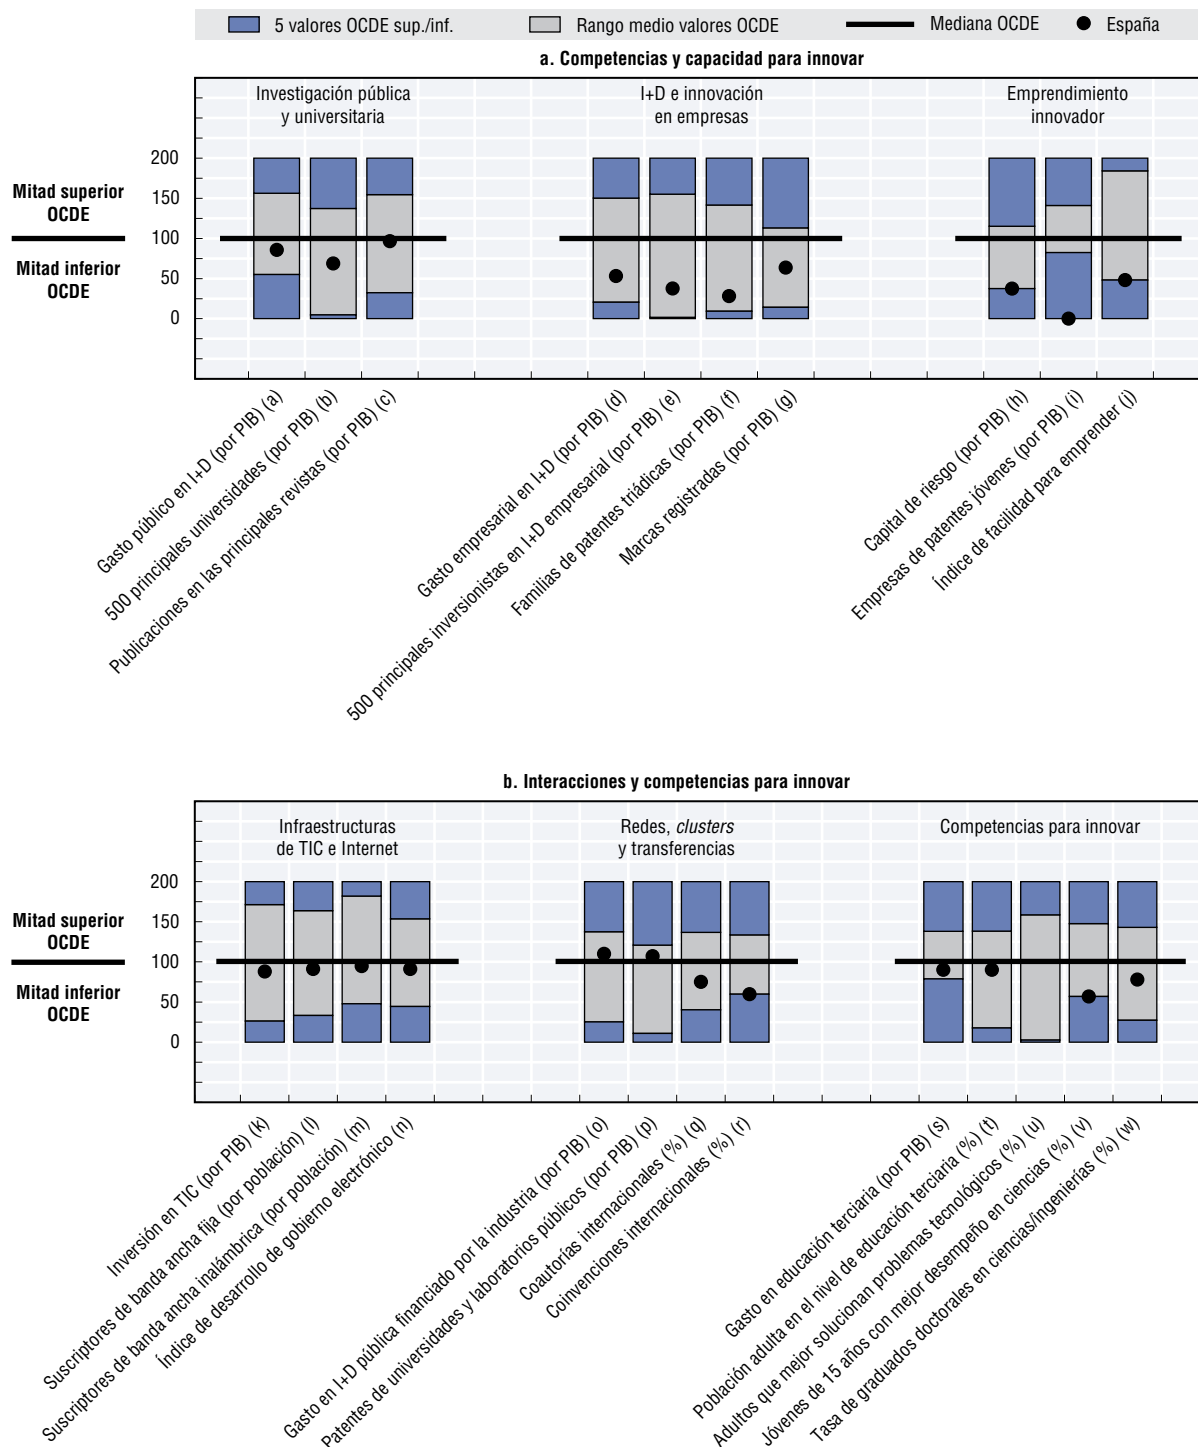 5 valores OCDE sup./inf. Rango medio valores OCDE Mediana OCDE España
a. Competencias y capacidad para innovar
Investigación pública
y universitaria
I+D e innovación
en empresas
Emprendimiento
innovador
200
150
100
50
0
Mitad superior
OCDE
Mitad inferior
OCDE
Gasto público en I+D (por PIB) (a)
500 principales universidades (por PIB) (b)
Publicaciones en las principales revistas (por PIB) (c)
Gasto empresarial en I+D (por PIB) (d)
500 principales inversionistas en I+D empresarial (por PIB) (e)
Familias de patentes triádicas (por PIB) (f)
Marcas registradas (por PIB) (g)
Capital de riesgo (por PIB) (h)
Empresas de patentes jóvenes (por PIB) (i)
Índice de facilidad para emprender (j)
b. Interacciones y competencias para innovar
Infraestructuras
de TIC e Internet
Redes, clusters
y transferencias
Competencias para innovar
200
150
100
50
0
Mitad superior
OCDE
Mitad inferior
OCDE
Inversión en TIC (por PIB) (k)
Suscriptores de banda ancha fija (por población) (l)
Suscriptores de banda ancha inalámbrica (por población) (m)
Índice de desarrollo de gobierno electrónico (n)
Gasto en I+D pública financiado por la industria (por PIB) (o)
Patentes de universidades y laboratorios públicos (por PIB) (p)
Coautorías internacionales (%) (q)
Coinvenciones internacionales (%) (r)
Gasto en educación terciaria (por PIB) (s)
Población adulta en el nivel de educación terciaria (%) (t)
Adultos que mejor solucionan problemas tecnológicos (%) (u)
Jóvenes de 15 años con mejor desempeño en ciencias (%) (v)
Tasa de graduados doctorales en ciencias/ingenierías (%) (w)